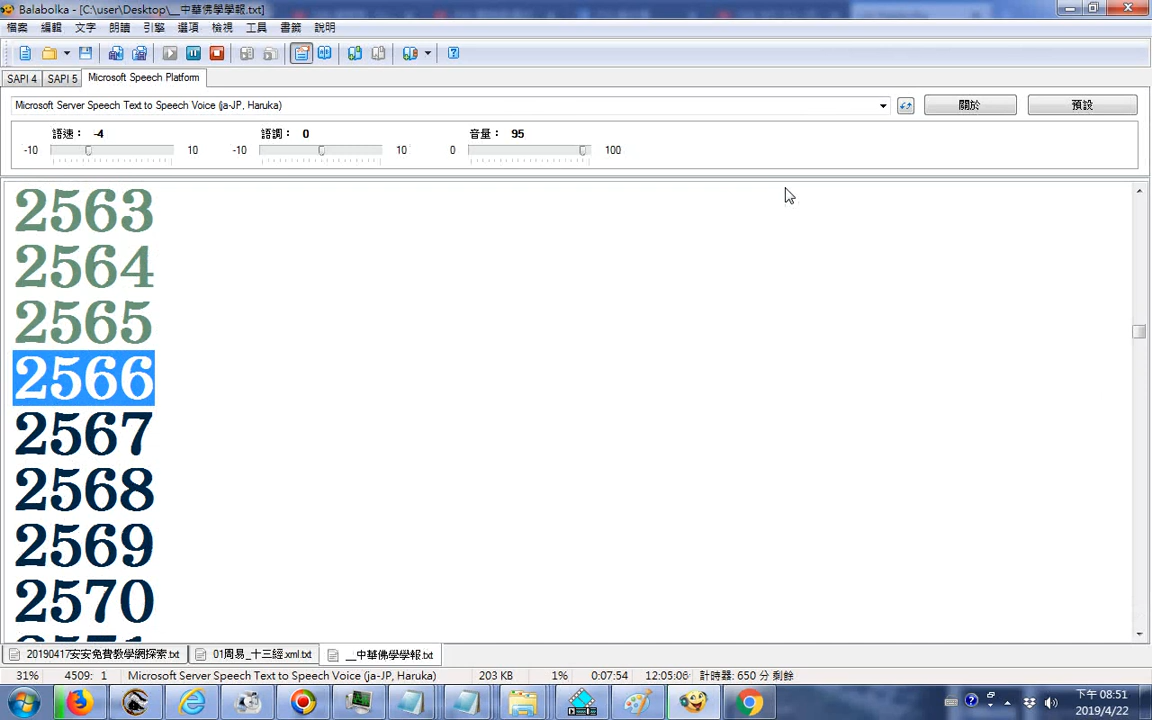 Balabolka - [C:\user\Desktop\__中華佛學學報.txt]
檔案 編輯 文字 朗讀 引擎 選項 檢視 工具 書籤 說明
SAPI 4 SAPI 5 Microsoft Speech Platform
Microsoft Server Speech Text to Speech Voice (ja-JP, Haruka) 關於 預設
語速： -4 語調： 0 音量： 95
-10 10 -10 10 0 100
2563
2564
2565
2566
2567
2568
2569
2570
2571
20190417安安免費教學網探索.txt 01周易_十三經.xml.txt __中華佛學學報.txt
31% 4509: 1 Microsoft Server Speech Text to Speech Voice (ja-JP, Haruka) 203 KB 1% 0:07:54 12:05:06 計時器: 650 分 剩餘
下午 08:51
2019/4/22